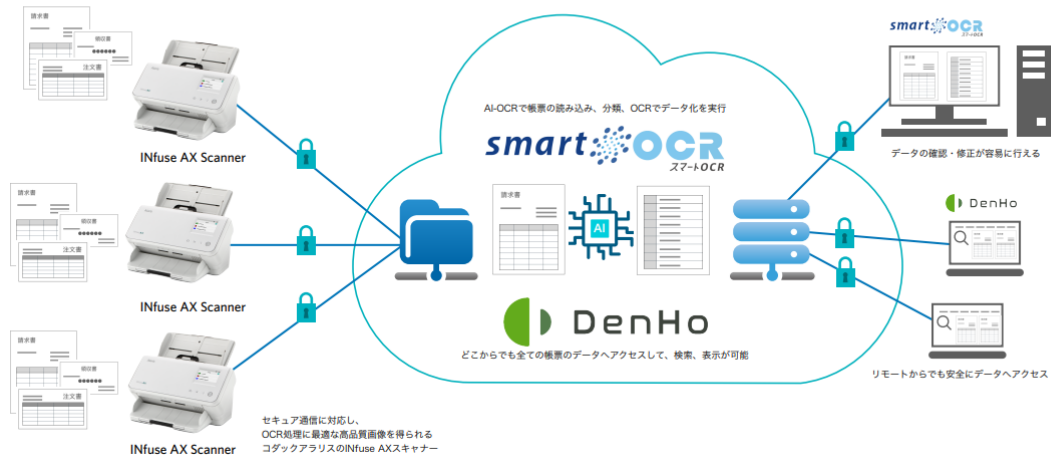 請求書
領収書
注文書
INfuse AX Scanner
請求書
領収書
注文書
INfuse AX Scanner
請求書
領収書
注文書
INfuse AX Scanner
セキュア通信に対応し、
OCR処理に最適な高品質画像を得られる
コダックアラリスのINfuse AXスキャナー
AI-OCRで帳票の読み込み、分類、OCRでデータ化を実行
smart OCR
スマートOCR
請求書
AI
DenHo
どこからでも全ての帳票のデータへアクセスして、検索、表示が可能
smart OCR
スマートOCR
請求書
データの確認・修正が容易に行える
DenHo
リモートからでも安全にデータへアクセス